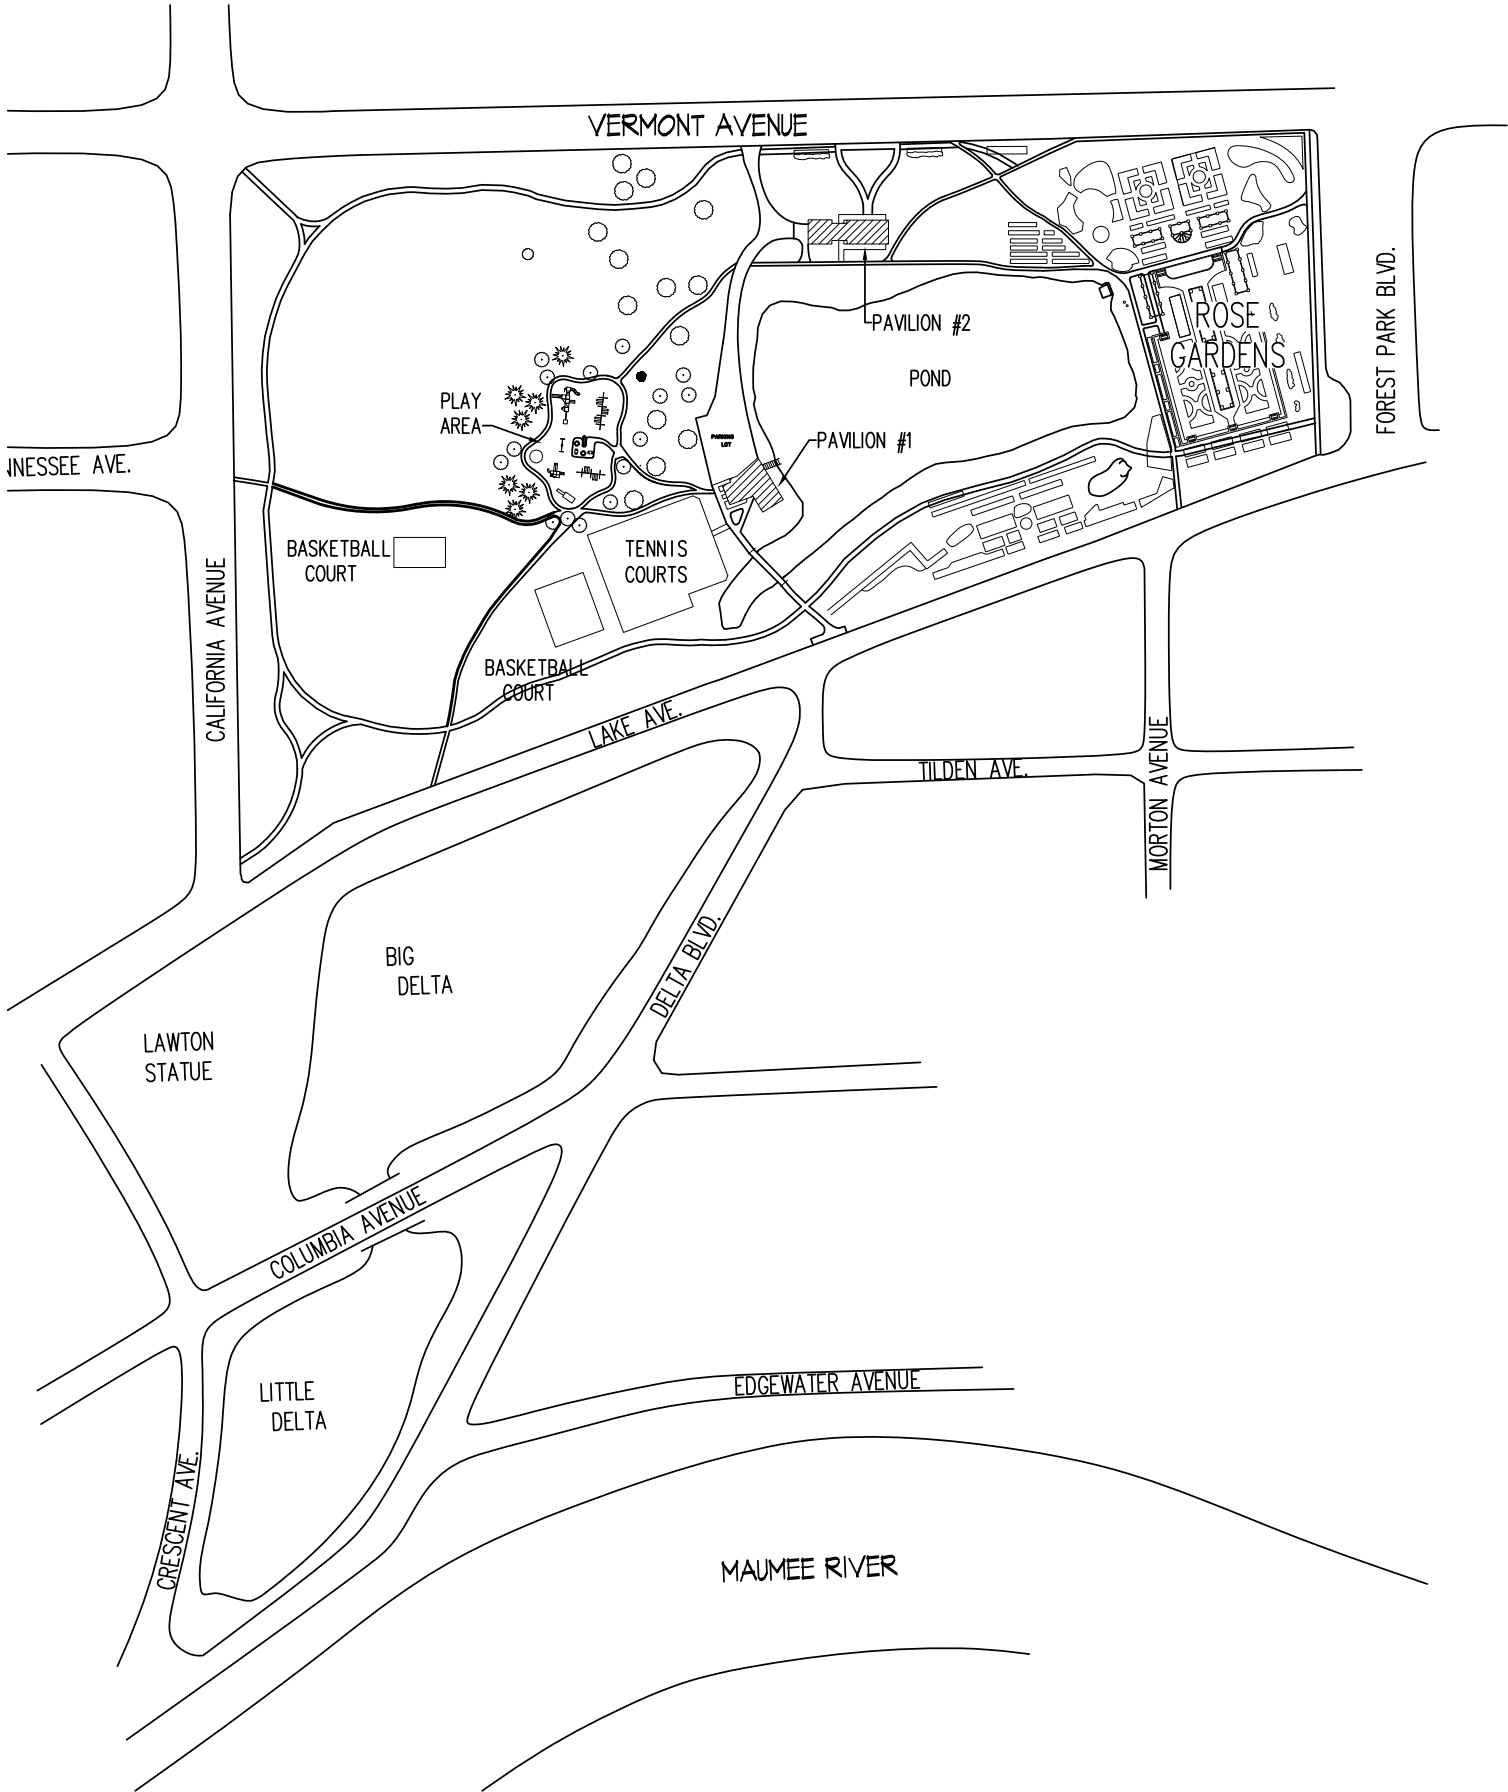 VERMONT AVENUE
ROSE
GARDENS
FOREST PARK BLVD.
PAVILION #2
POND
PLAY
AREA
PARKING
LOT
PAVILION #1
NNESSEE AVE.
BASKETBALL
COURT
TENNIS
COURTS
CALIFORNIA AVENUE
BASKETBALL
COURT
LAKE AVE.
TILDEN AVE.
MORTON AVENUE
DELTA BLVD.
BIG
DELTA
LAWTON
STATUE
COLUMBIA AVENUE
LITTLE
DELTA
EDGEWATER AVENUE
CRESCENT AVE.
MAUMEE RIVER